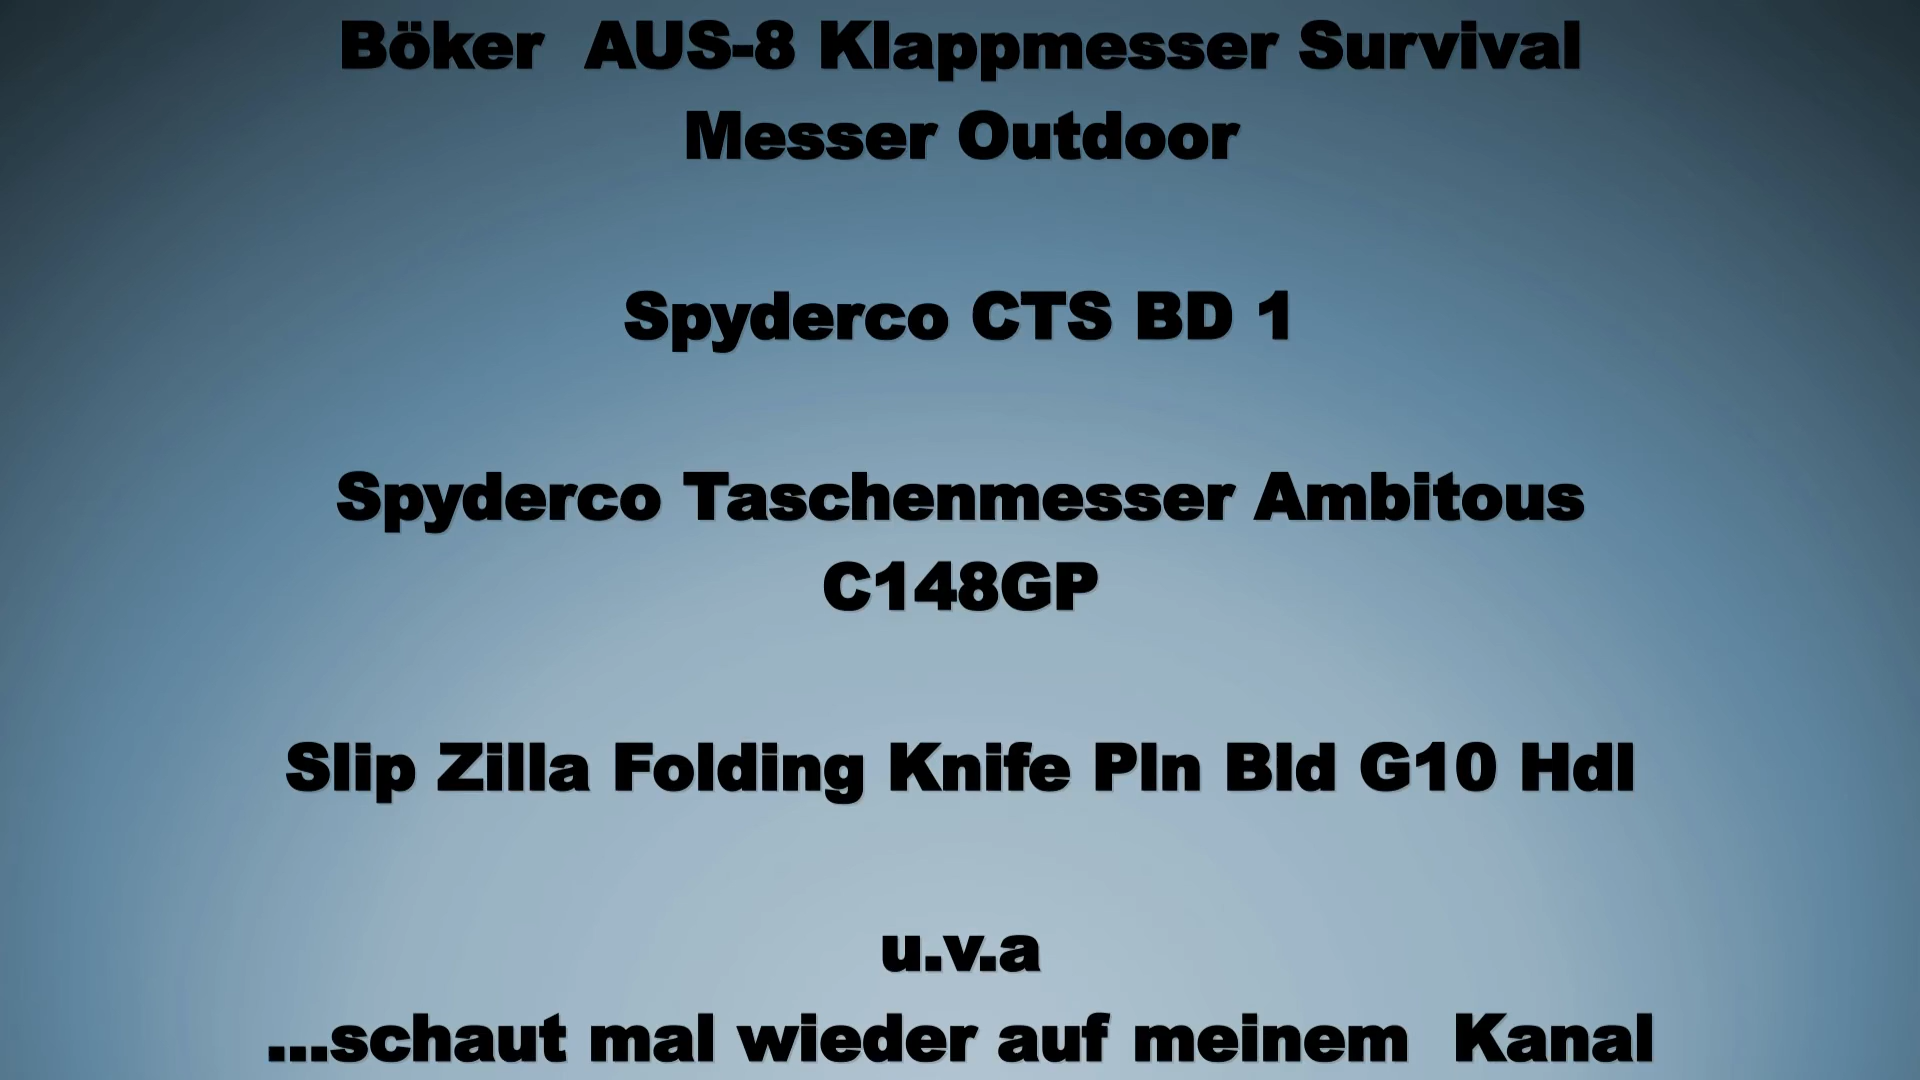 Böker  AUS-8 Klappmesser Survival
Messer Outdoor
Spyderco CTS BD 1
Spyderco Taschenmesser Ambitous
C148GP
Slip Zilla Folding Knife Pln Bld G10 Hdl
u.v.a
...schaut mal wieder auf meinem  Kanal